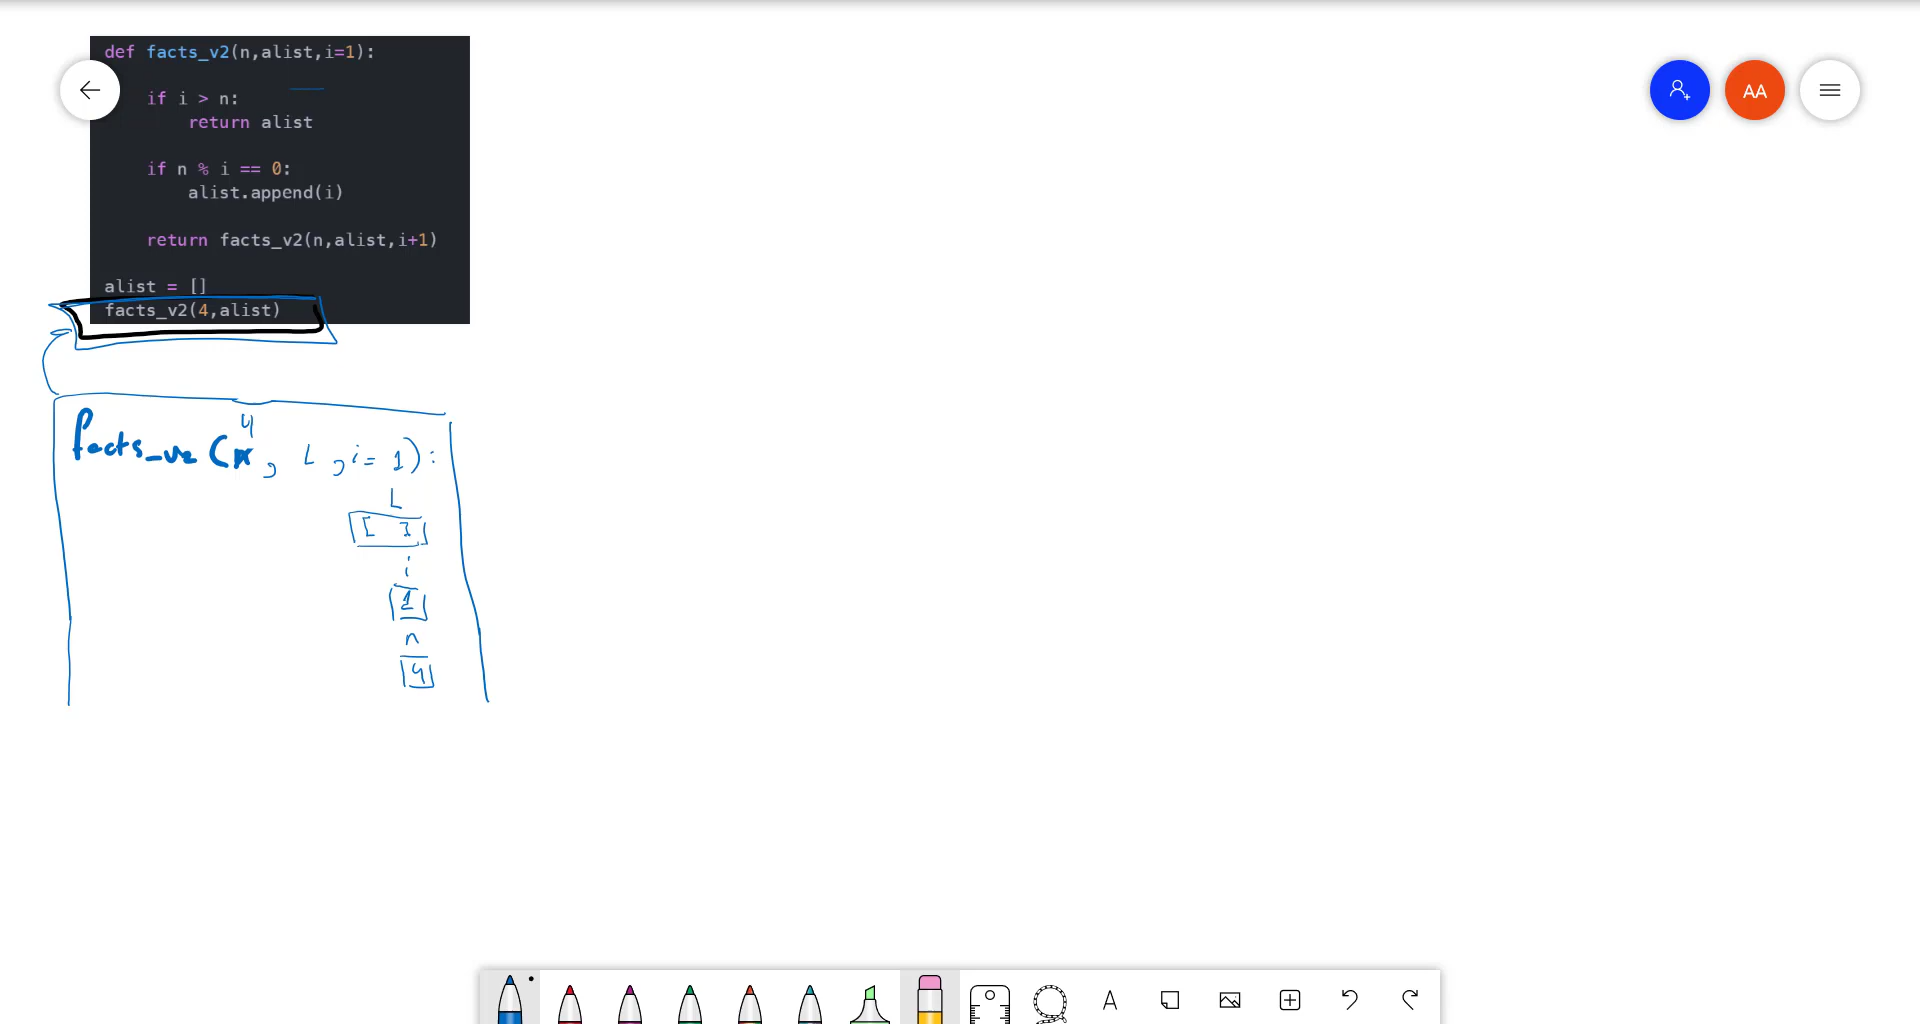 def facts_v2(n,alist,i=1):
if i > n:
return alist
if n % i == 0:
alist.append(i)
return facts_v2(n,alist,i+1)
alist = []
facts_v2(4,alist)
4
facts_v2 (n, L, i=1):
L
[ ]
i
1
n
4
AA
A